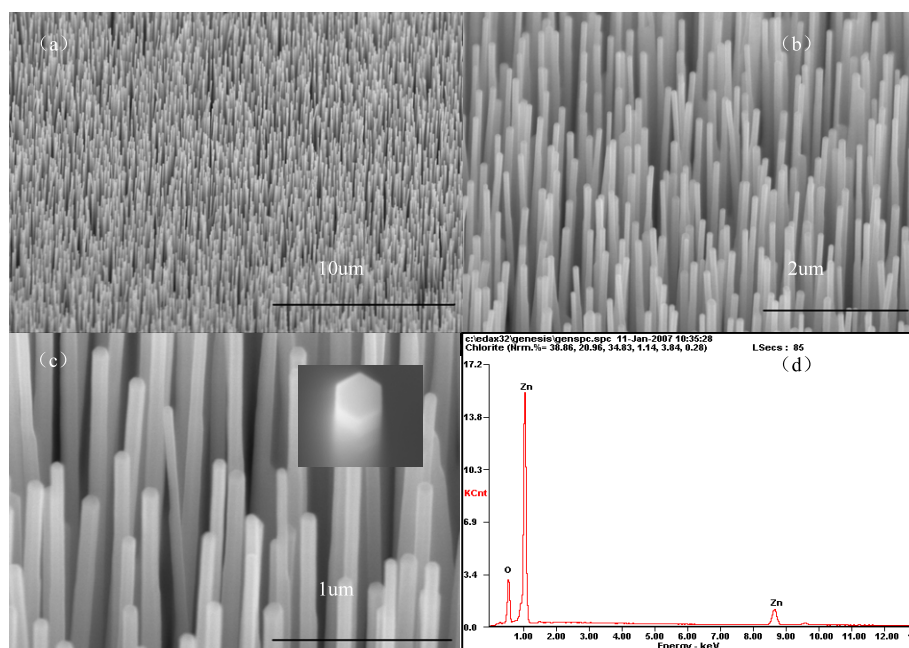 （a）
10um
（b）
2um
（c）
1um
c:\edax32\genesis\genspc.spc 11-Jan-2007 10:35:28
Chlorite (Nrm.%= 38.86, 20.96, 34.83, 1.14, 3.84, 0.28) LSecs : 85
（d）
17.2
13.8
10.3
KCnt
6.9
3.4
0.0
Zn
O
Zn
1.00 2.00 3.00 4.00 5.00 6.00 7.00 8.00 9.00 10.00 11.00 12.00
Energy - keV